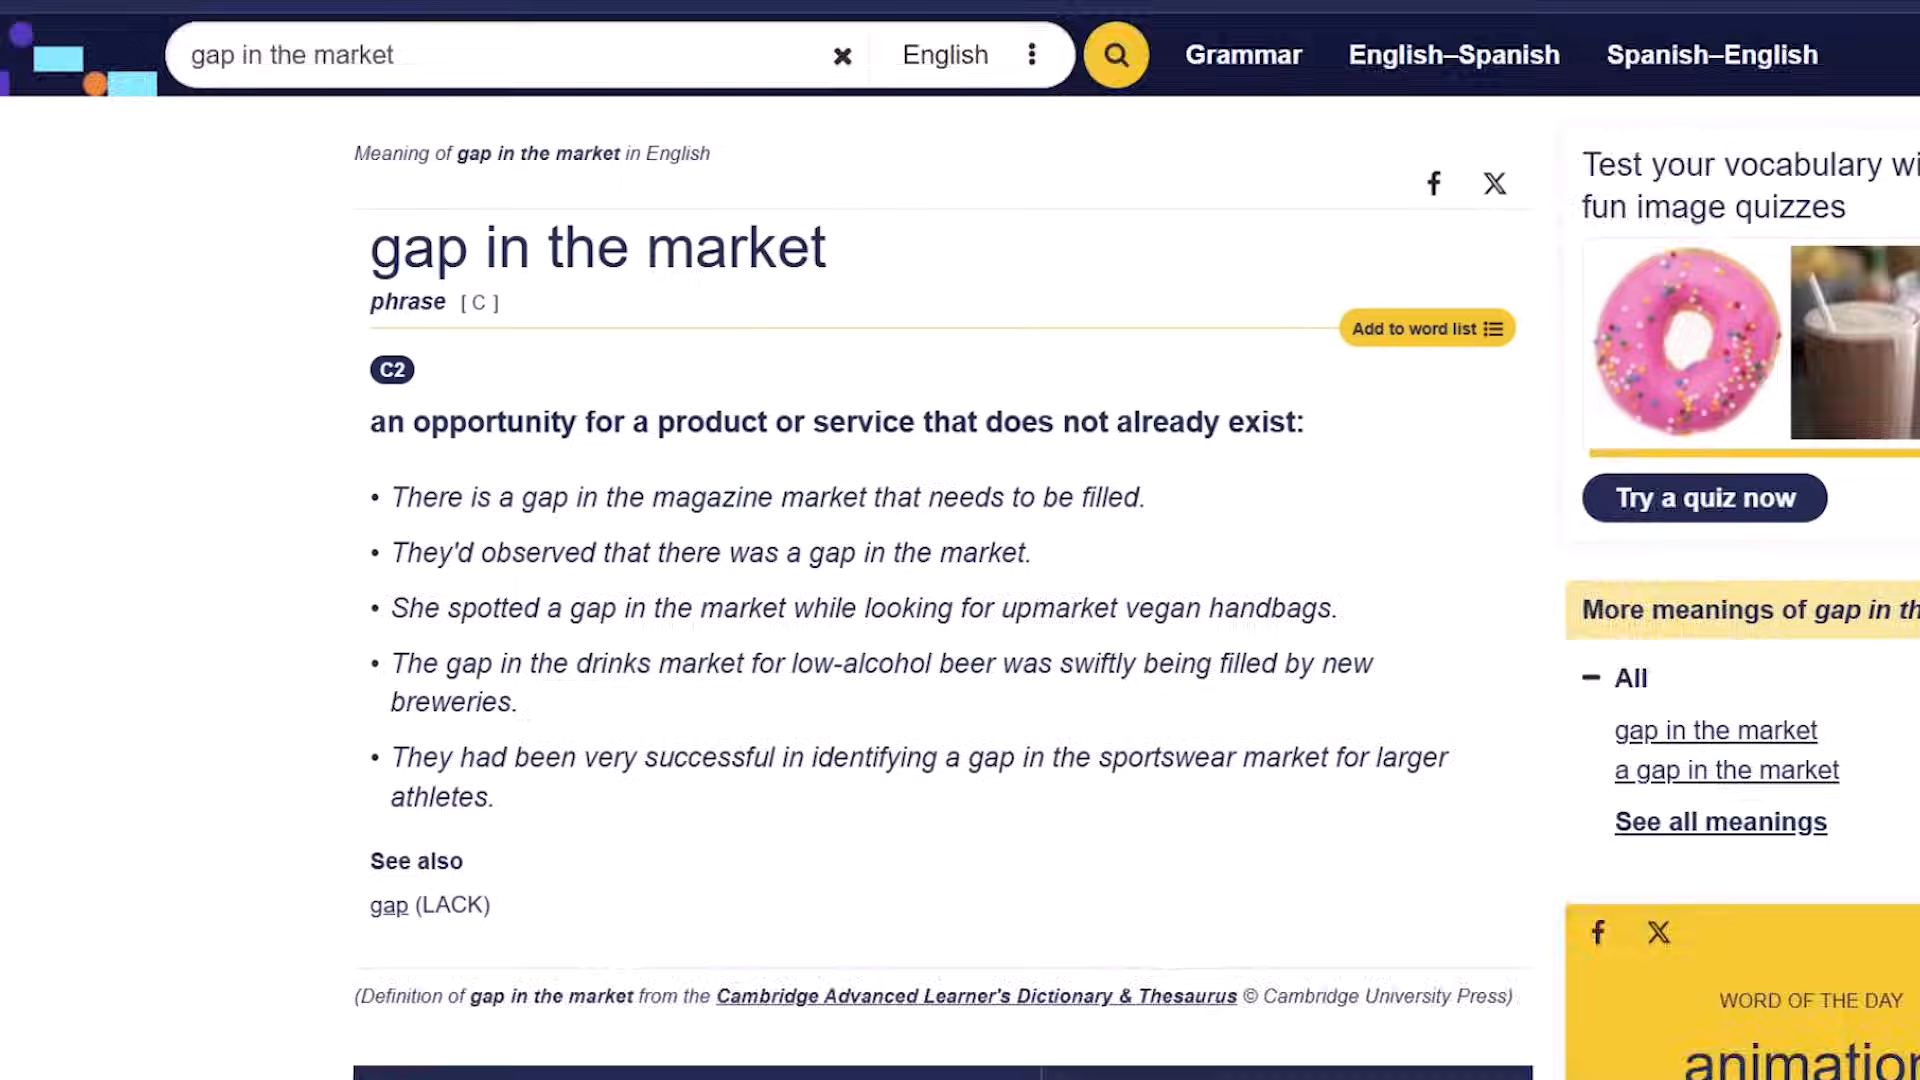 gap in the market
English
Grammar
English–Spanish
Spanish–English
Meaning of gap in the market in English
gap in the market
phrase [ C ]
Add to word list
C2
an opportunity for a product or service that does not already exist:
• There is a gap in the magazine market that needs to be filled.
• They'd observed that there was a gap in the market.
• She spotted a gap in the market while looking for upmarket vegan handbags.
• The gap in the drinks market for low-alcohol beer was swiftly being filled by new
breweries.
• They had been very successful in identifying a gap in the sportswear market for larger
athletes.
See also
gap (LACK)
(Definition of gap in the market from the Cambridge Advanced Learner's Dictionary & Thesaurus © Cambridge University Press)
Test your vocabulary wi
fun image quizzes
Try a quiz now
More meanings of gap in th
All
gap in the market
a gap in the market
See all meanings
WORD OF THE DAY
animation